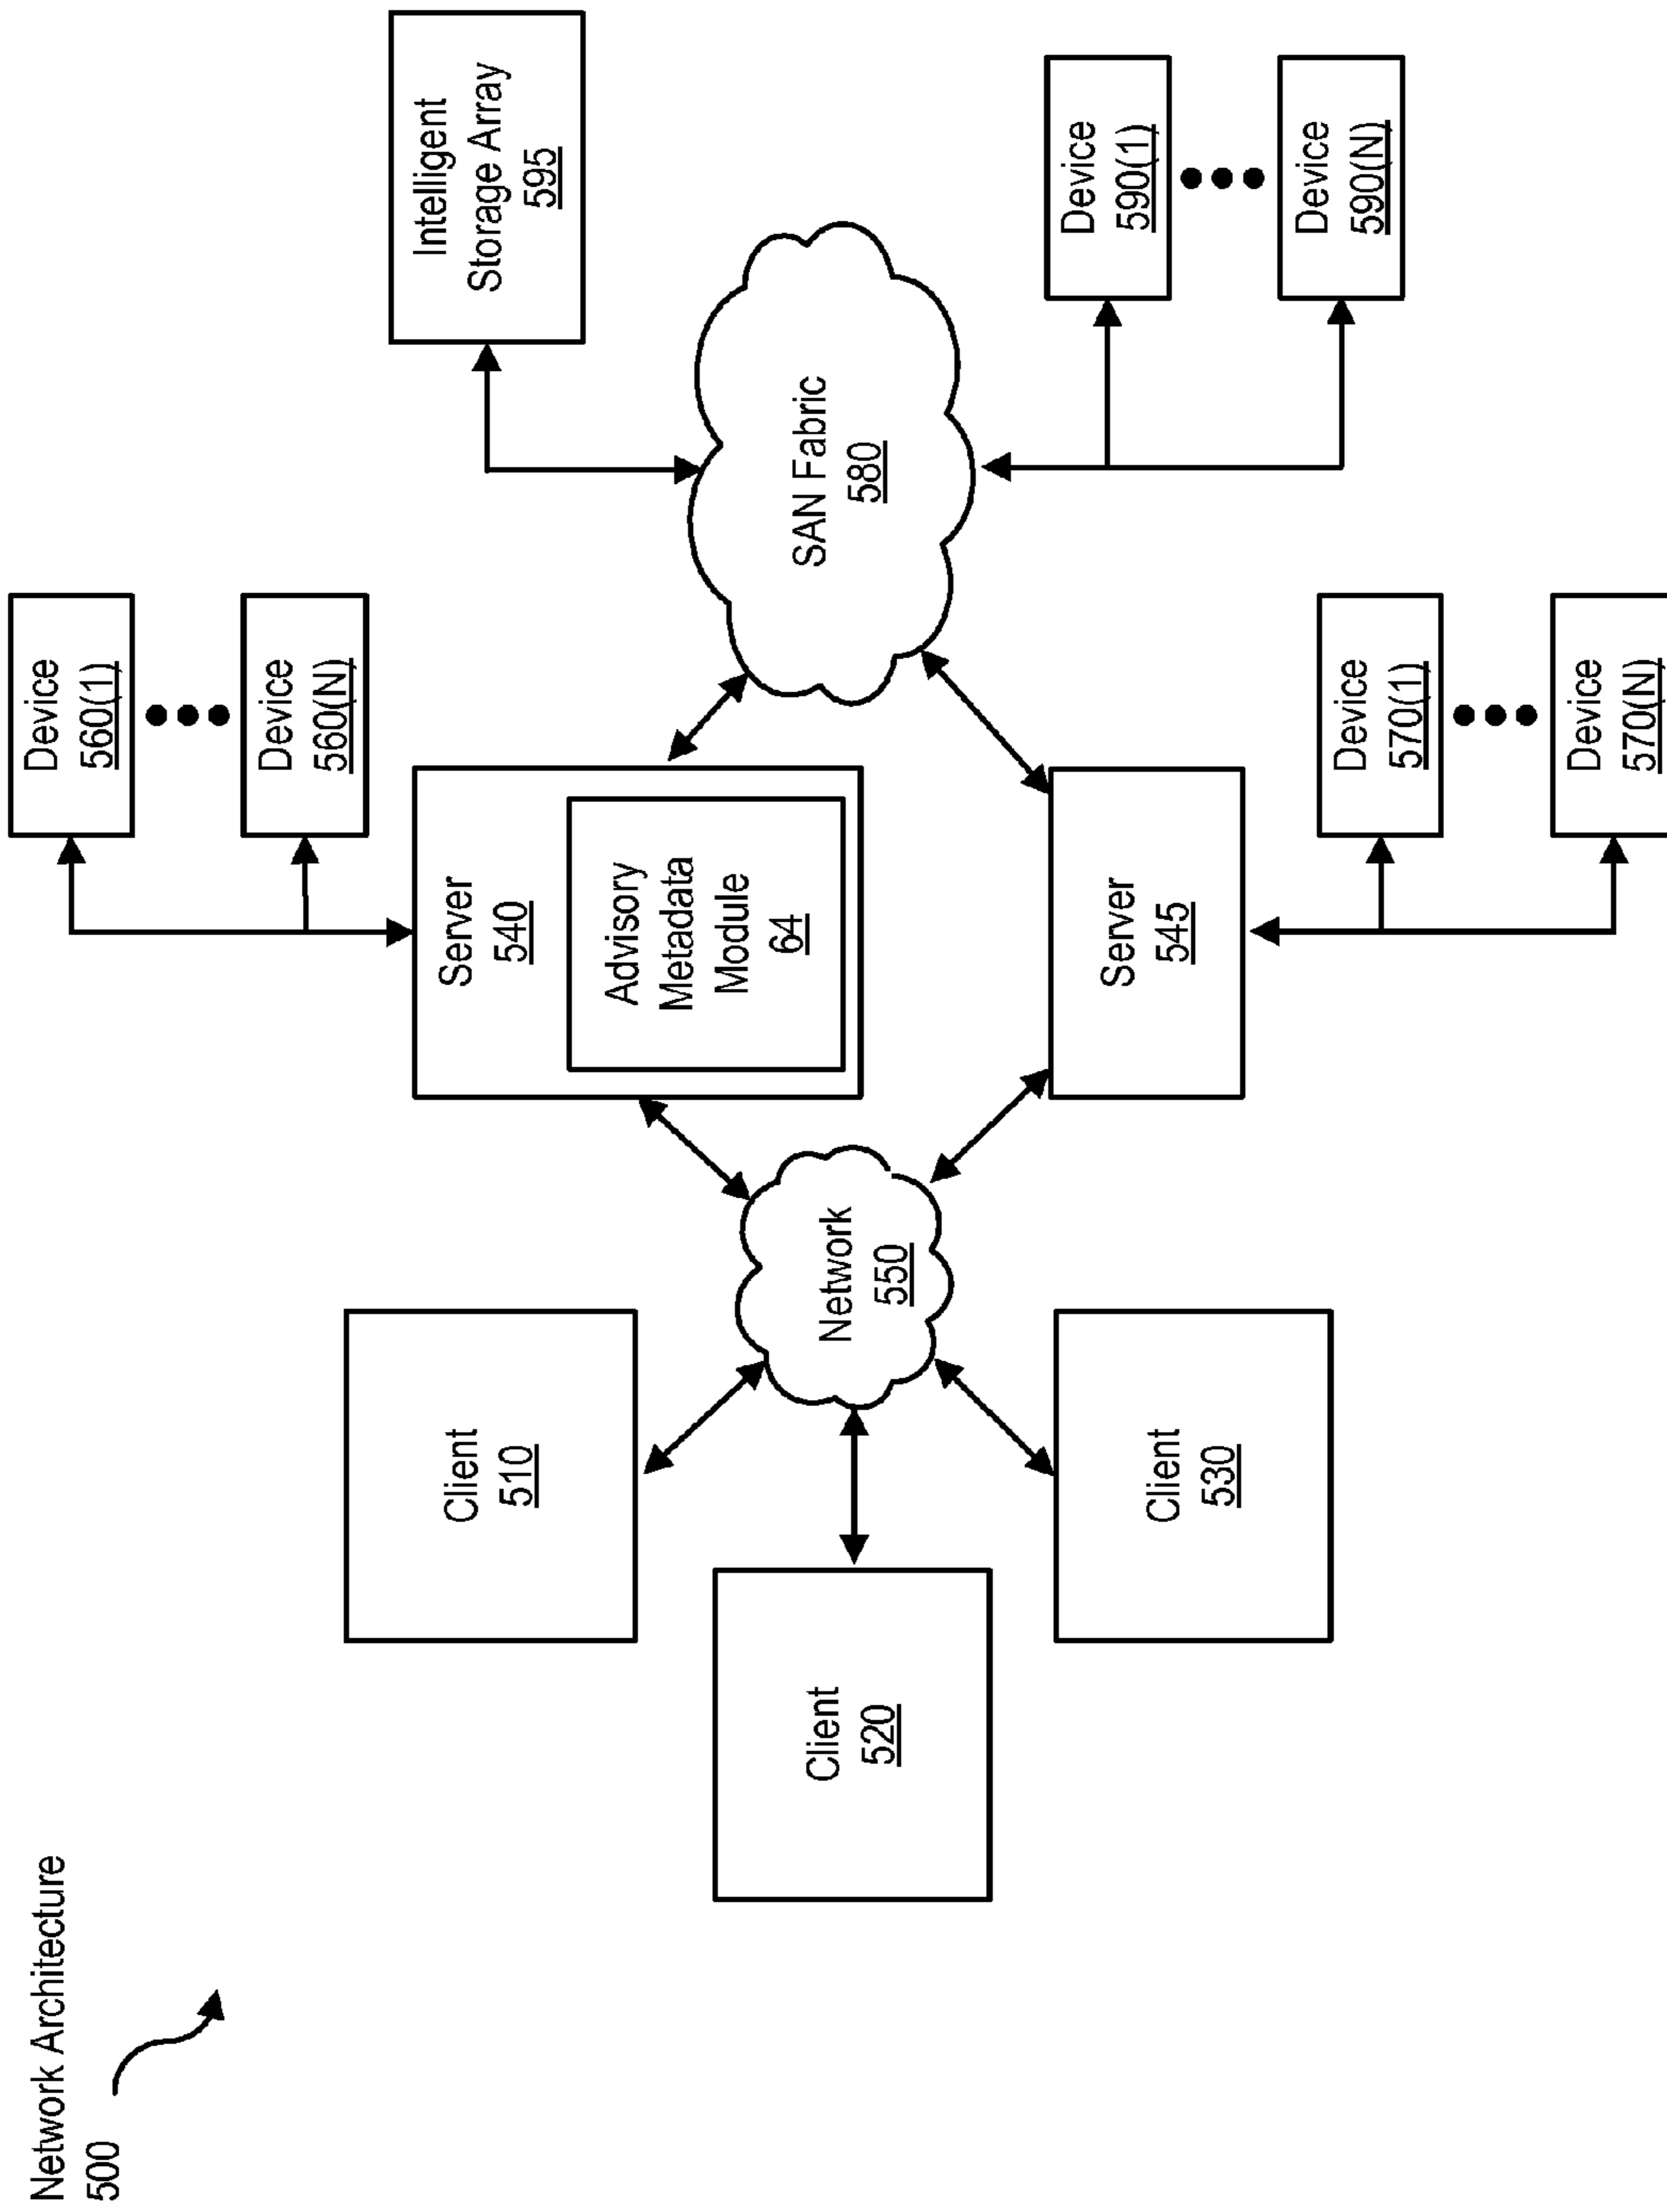 Network Architecture
500
Device
560(1)
Device
560(N)
Intelligent
Storage Array
595
Client
510
Server
540
Advisory
Metadata
Module
64
Client
520
Network
550
SAN Fabric
580
Client
530
Server
545
Device
590(1)
Device
590(N)
Device
570(1)
Device
570(N)